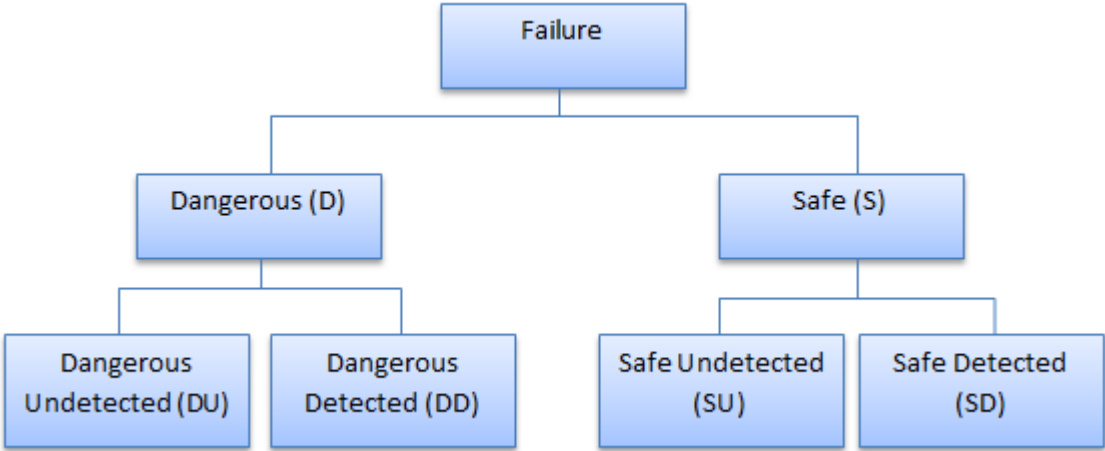 Failure
Dangerous (D)
Safe (S)
Dangerous
Undetected (DU)
Dangerous
Detected (DD)
Safe Undetected
(SU)
Safe Detected
(SD)